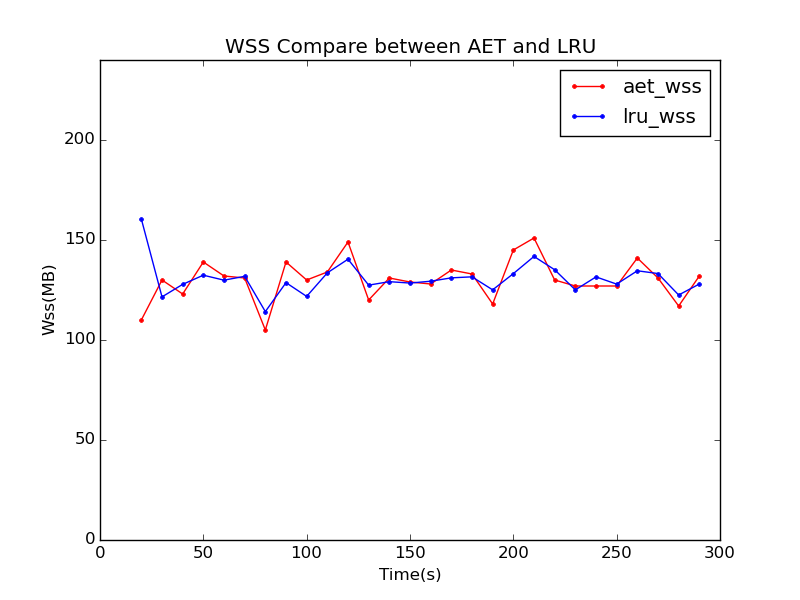 WSS Compare between AET and LRU
aet_wss
lru_wss
200
150
100
50
0
Wss(MB)
0 50 100 150 200 250 300
Time(s)